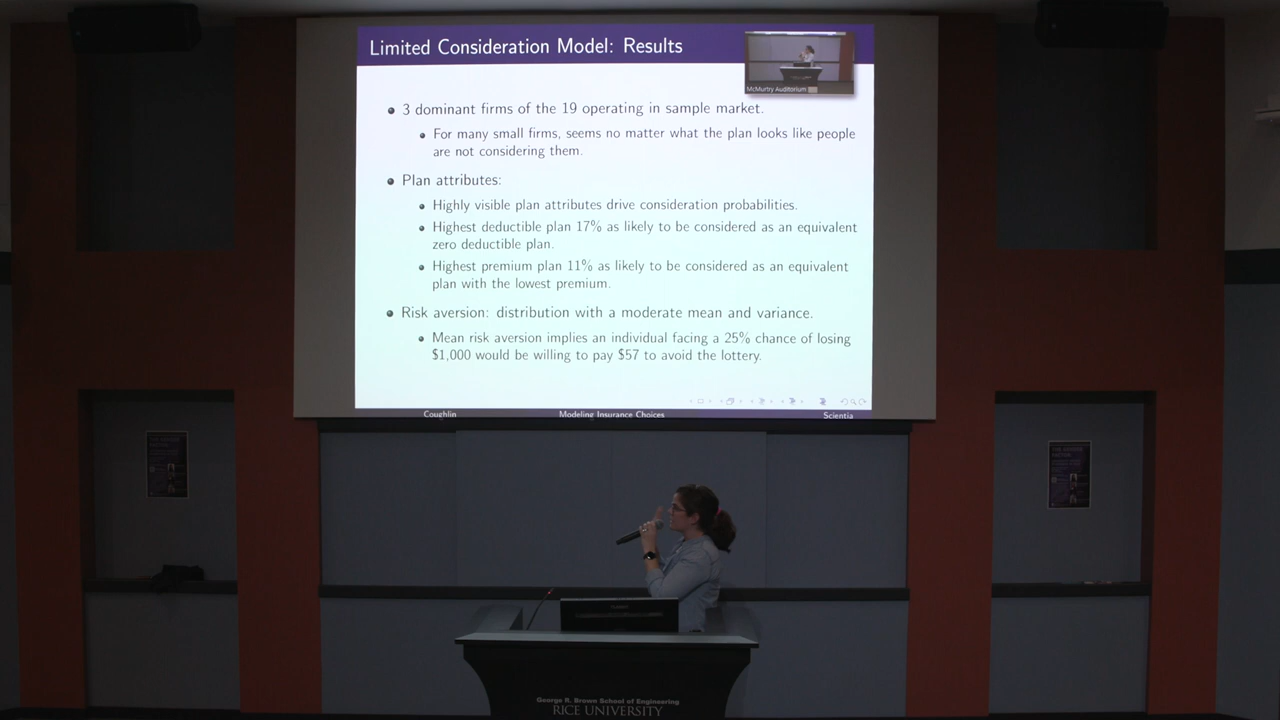 Limited Consideration Model: Results
McMurtry Auditorium
3 dominant firms of the 19 operating in sample market.
For many small firms, seems no matter what the plan looks like people
are not considering them.
Plan attributes:
Highly visible plan attributes drive consideration probabilities.
Highest deductible plan 17% as likely to be considered as an equivalent
zero deductible plan.
Highest premium plan 11% as likely to be considered as an equivalent
plan with the lowest premium.
Risk aversion: distribution with a moderate mean and variance.
Mean risk aversion implies an individual facing a 25% chance of losing
$1,000 would be willing to pay $57 to avoid the lottery.
Coughlin Modeling Insurance Choices Scientia
George R. Brown School of Engineering
RICE UNIVERSITY